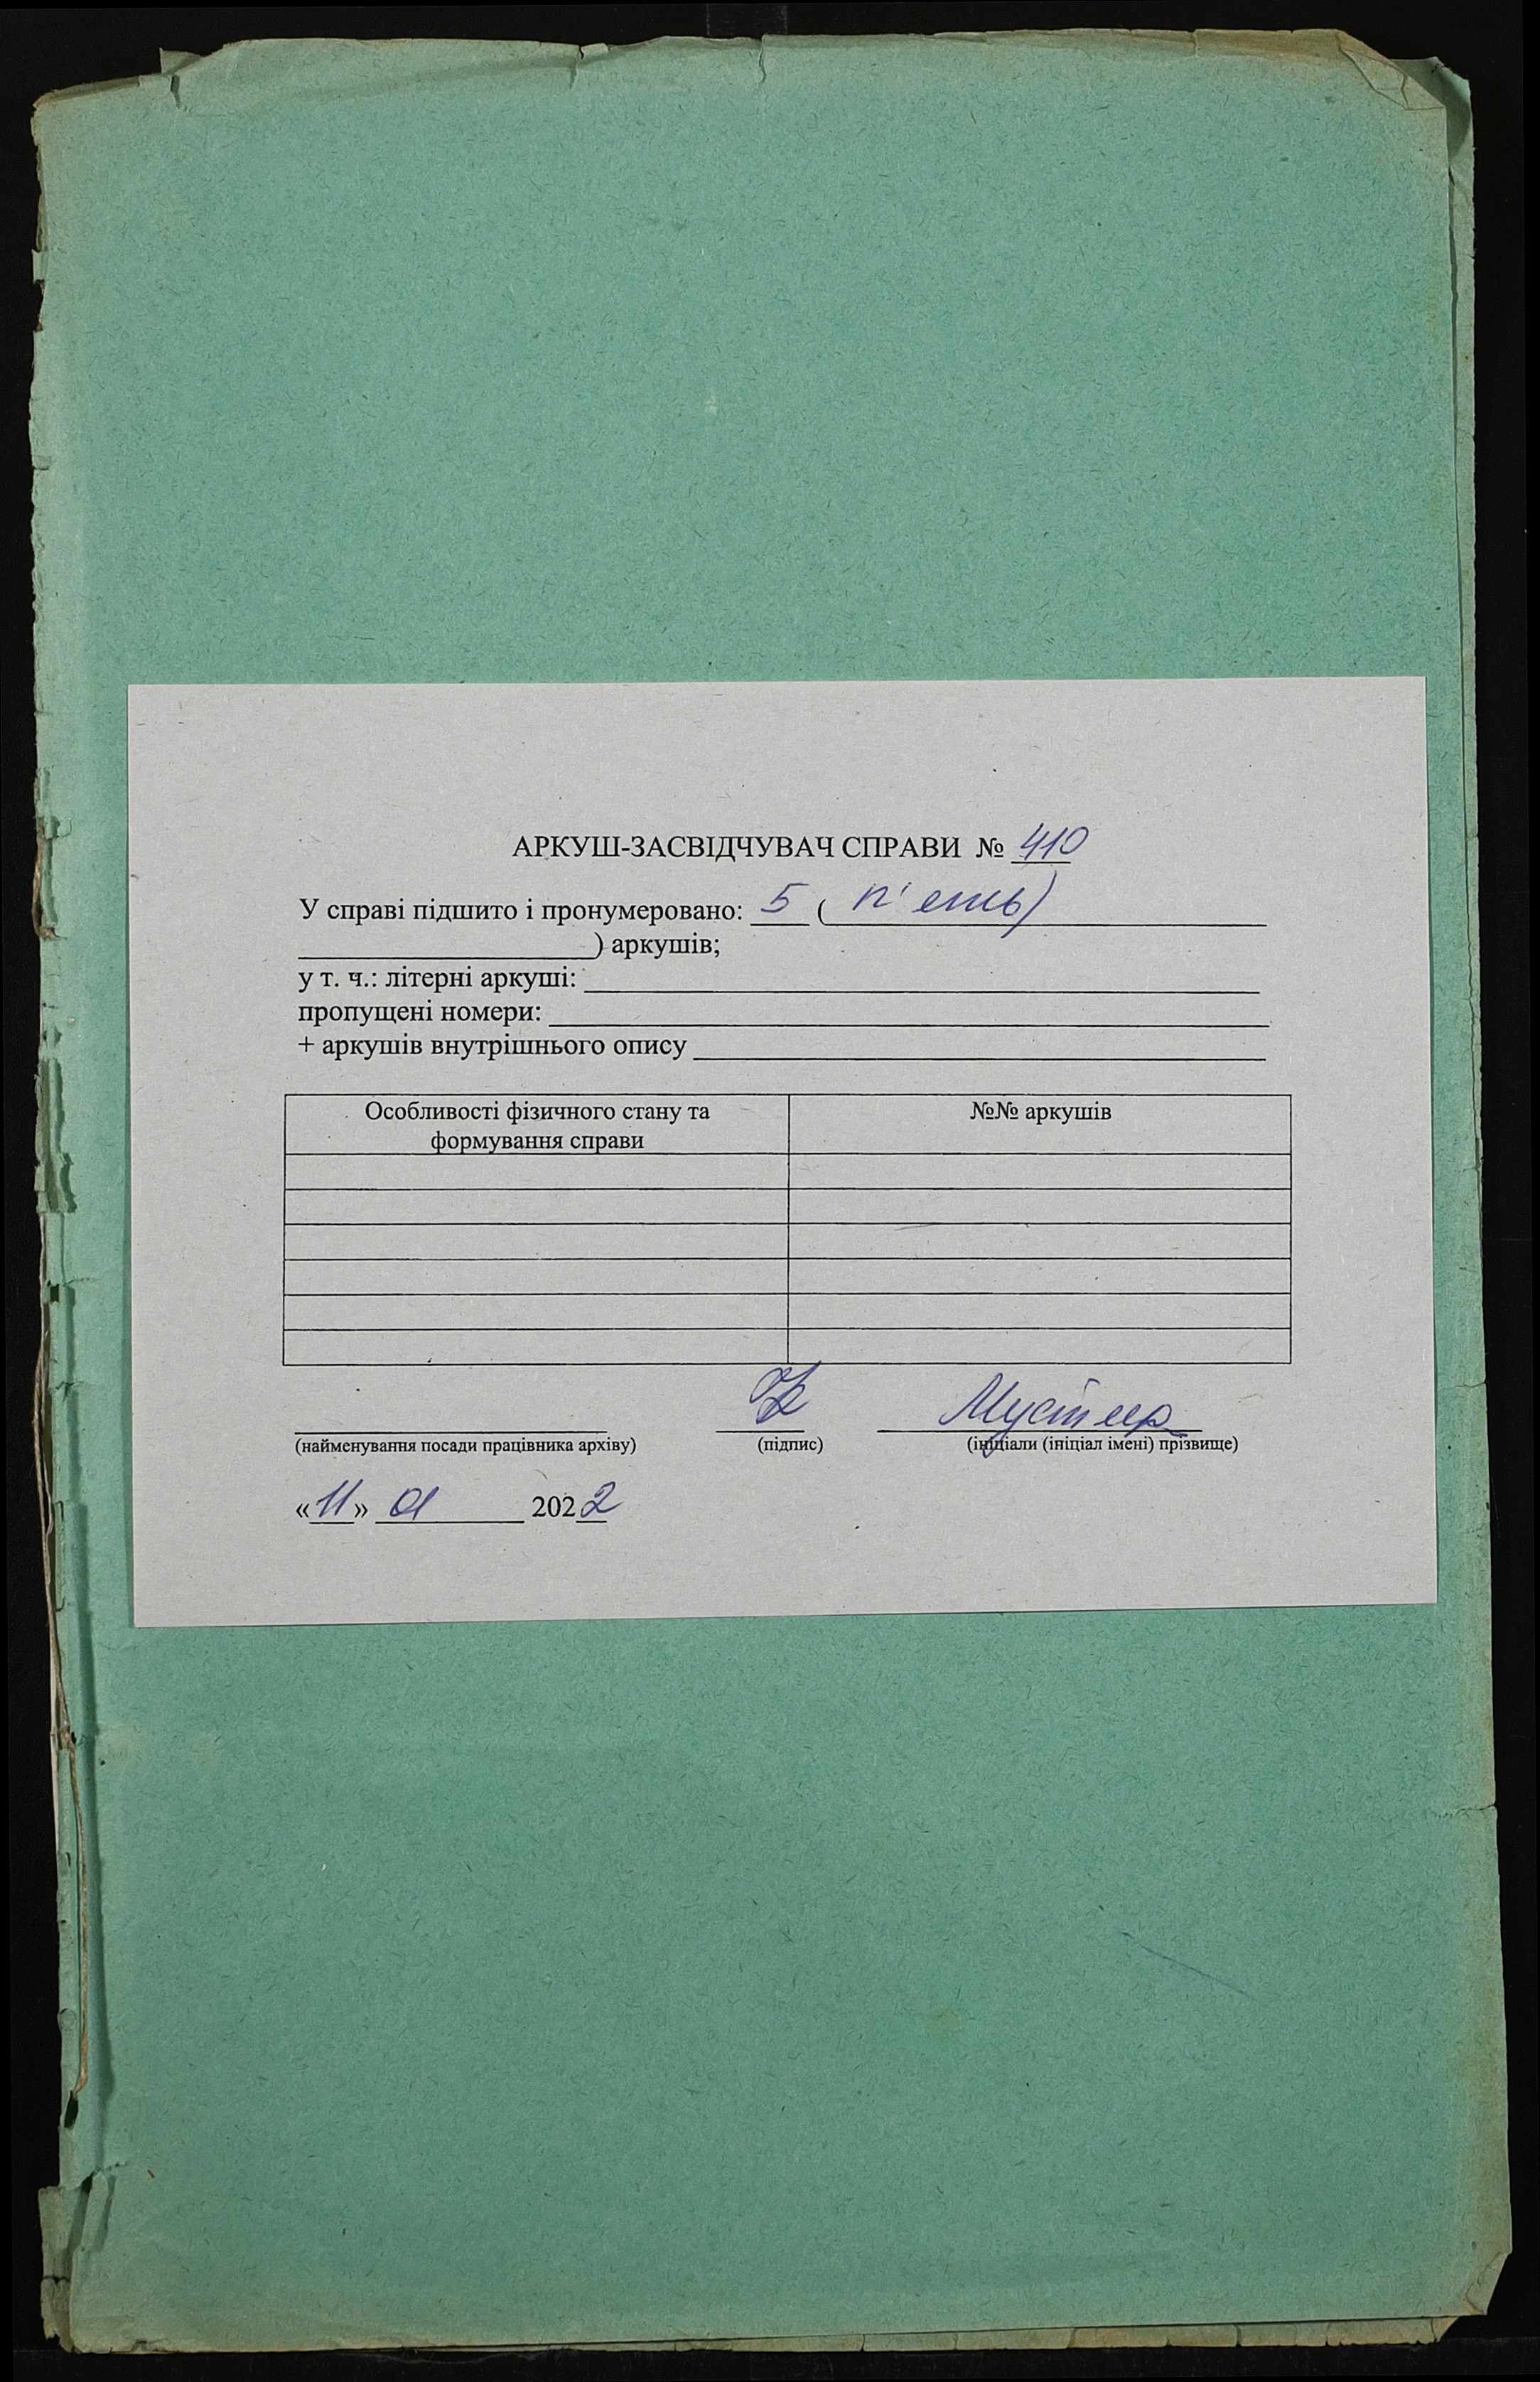 АРКУШ-ЗАСВІДЧУВАЧ СПРАВИ № 410
У справі підшито і пронумеровано: 5 ( п'ять)
) аркушів;
у т. ч.: літерні аркуші:
пропущені номери:
+ аркушів внутрішнього опису
Особливості фізичного стану та №№ аркушів
формування справи
(найменування посади працівника архіву) (підпис) (ініціали (ініціал імені) прізвище)
«11» 01 2022